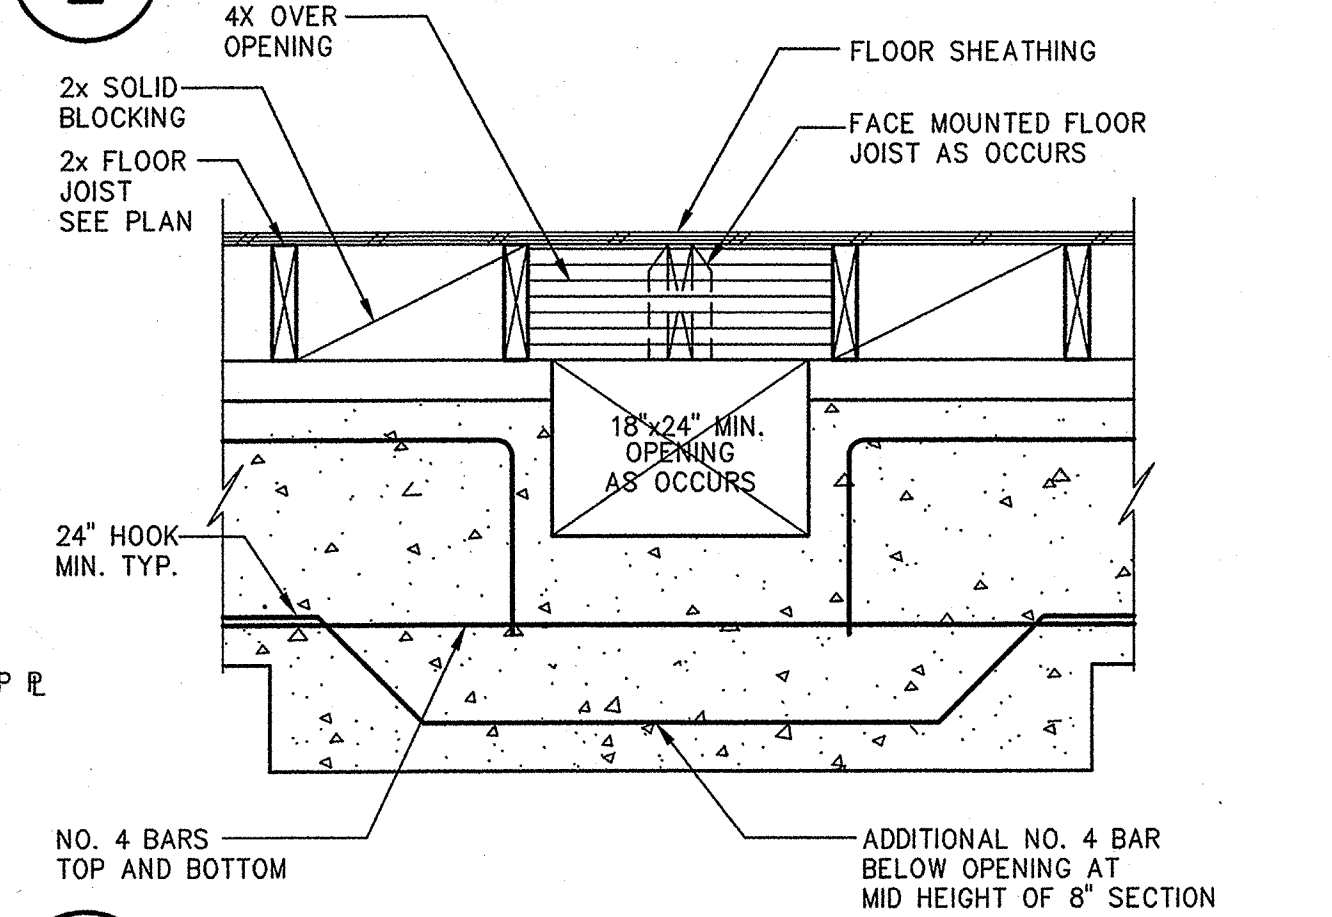 4X OVER
OPENING
FLOOR SHEATHING
2x SOLID
BLOCKING
FACE MOUNTED FLOOR
JOIST AS OCCURS
2x FLOOR
JOIST
SEE PLAN
18"x24" MIN.
OPENING
AS OCCURS
24" HOOK
MIN. TYP.
P ⅊
NO. 4 BARS
TOP AND BOTTOM
ADDITIONAL NO. 4 BAR
BELOW OPENING AT
MID HEIGHT OF 8" SECTION